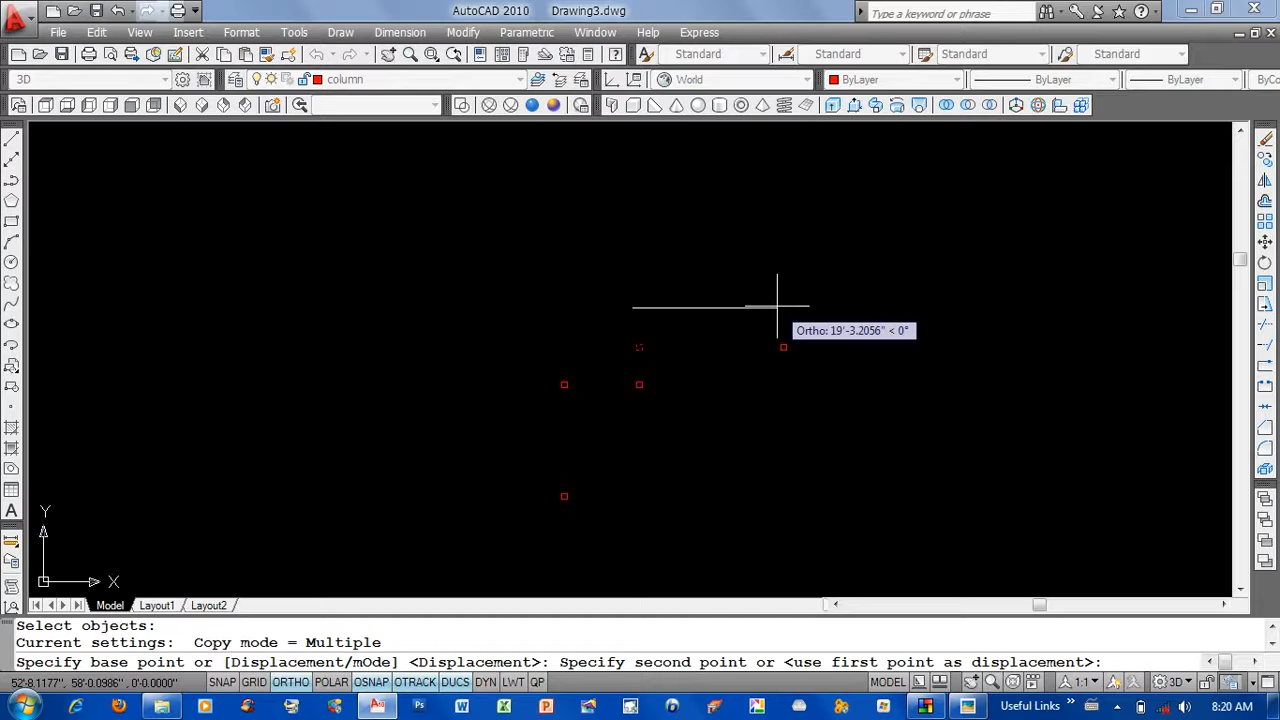 AutoCAD 2010 Drawing3.dwg Type a keyword or phrase
File Edit View Insert Format Tools Draw Dimension Modify Parametric Window Help Express
Standard Standard Standard Standard
3D column World ByLayer ByLayer ByLayer ByCo
Ortho: 19'-3.2056" < 0°
Y
X
Model Layout1 Layout2
Select objects:
Current settings:  Copy mode = Multiple
Specify base point or [Displacement/mOde] <Displacement>: Specify second point or <use first point as displacement>:
52'-8.1177", 58'-0.0986", 0'-0.0000" SNAP GRID ORTHO POLAR OSNAP OTRACK DUCS DYN LWT QP MODEL 1:1 3D
Useful Links » 8:20 AM